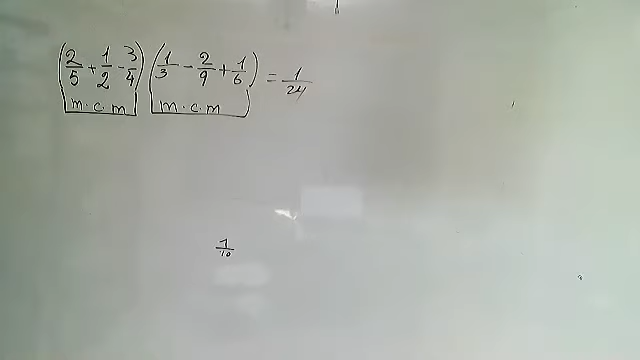 (2/5 + 1/2 - 3/4) (1/3 - 2/9 + 1/6) = 1/24
m.c.m m.c.m
1/10